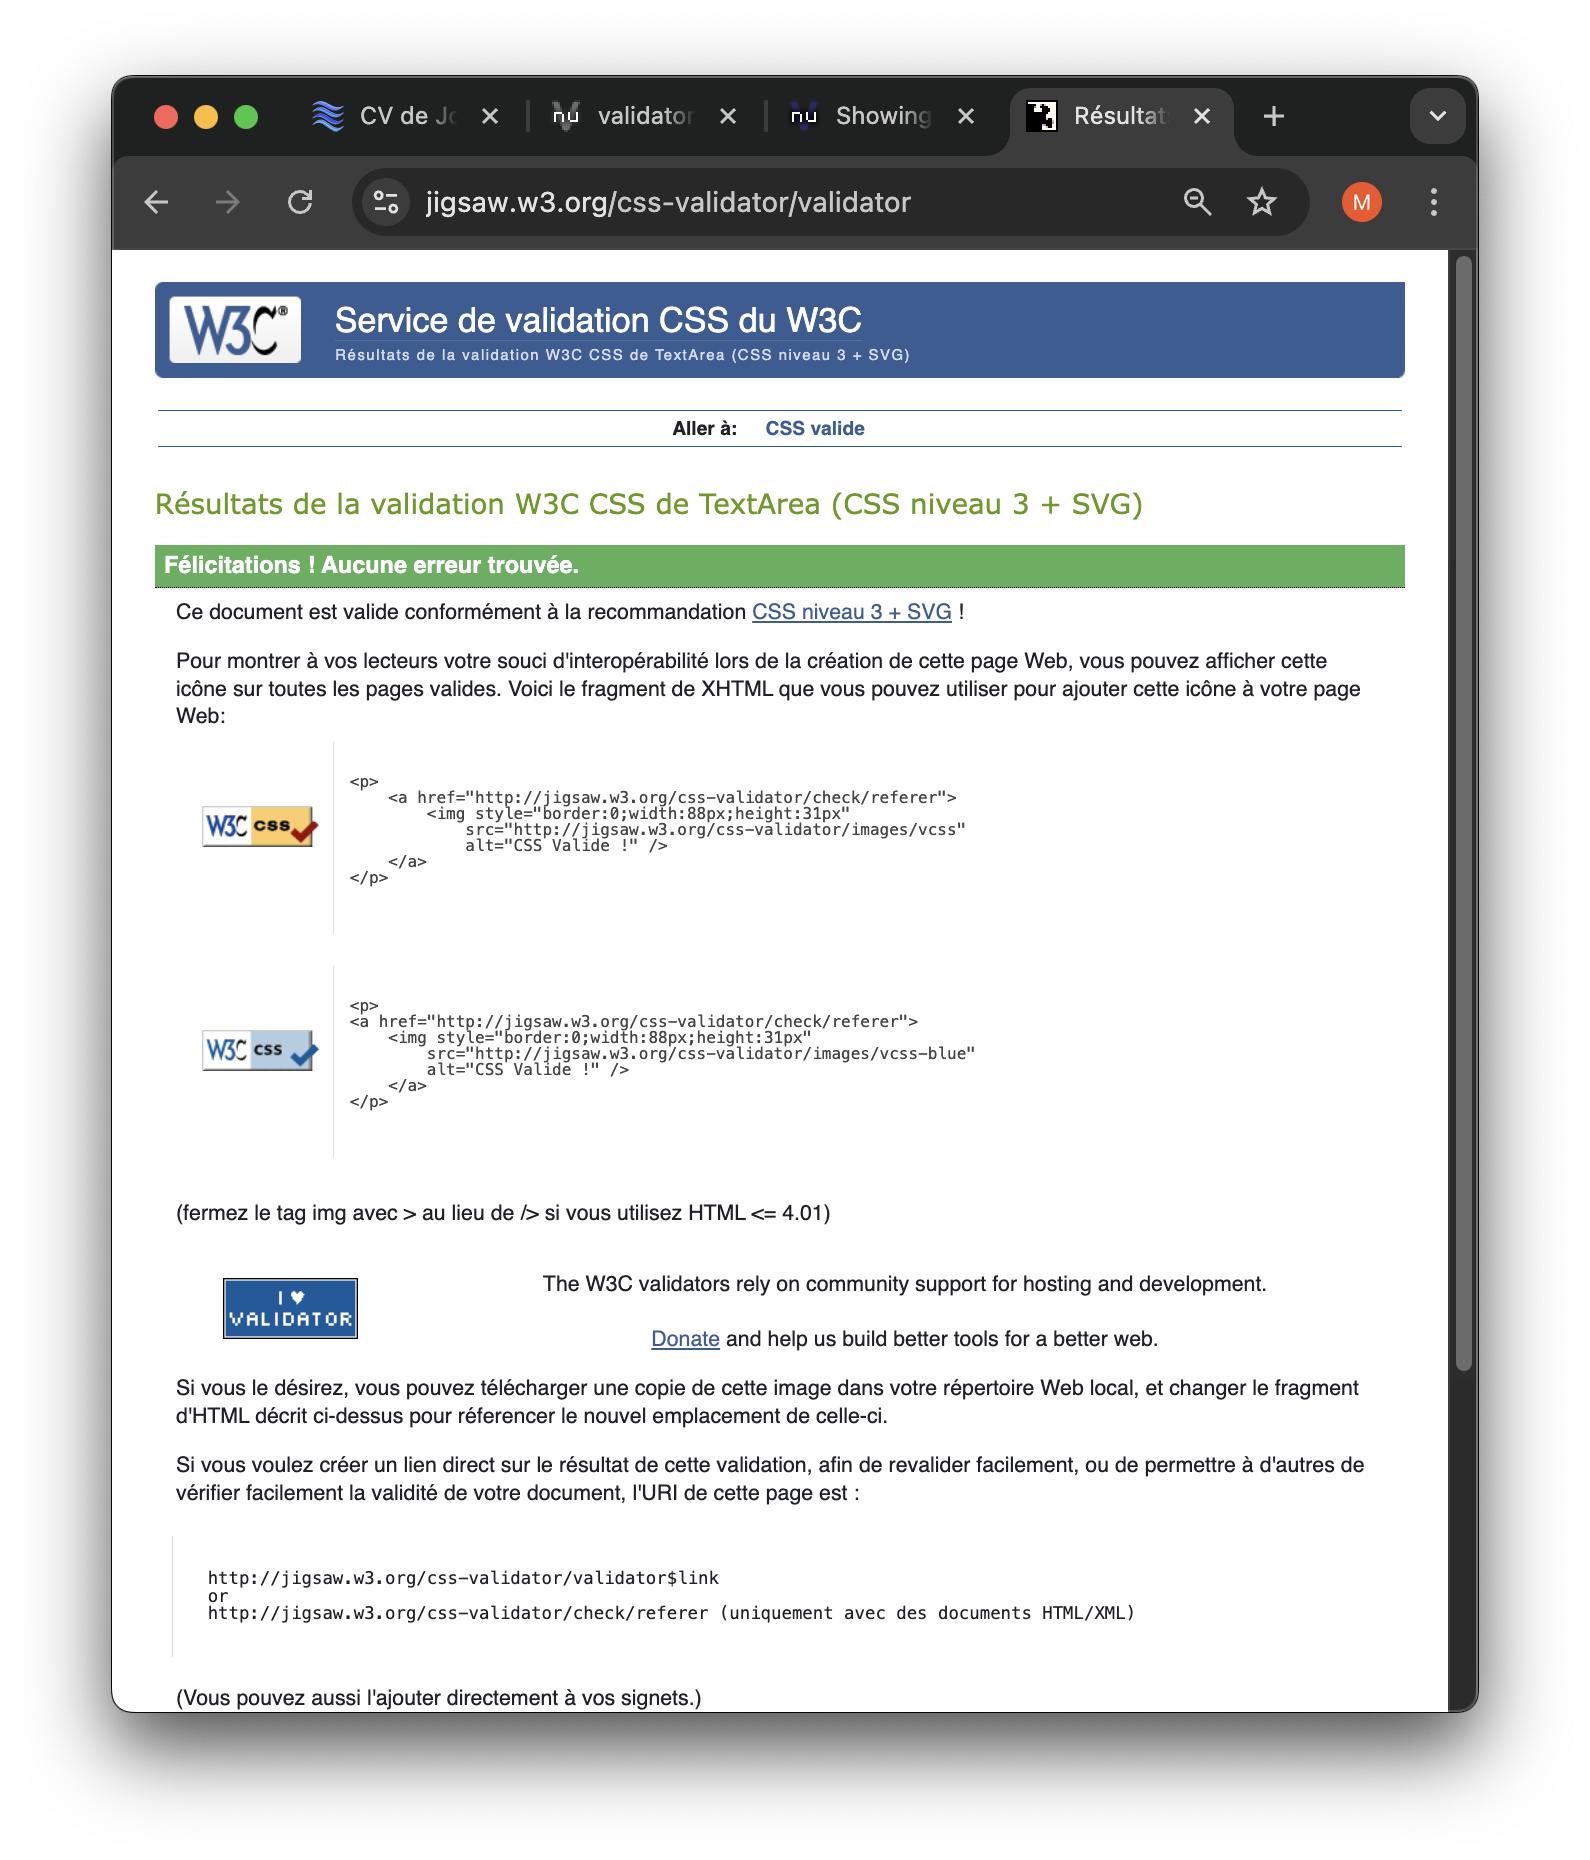 CV de Jo
validator
Showing
Résultat
jigsaw.w3.org/css-validator/validator
M
W3C®
Service de validation CSS du W3C
Résultats de la validation W3C CSS de TextArea (CSS niveau 3 + SVG)
Aller à: CSS valide
Résultats de la validation W3C CSS de TextArea (CSS niveau 3 + SVG)
Félicitations ! Aucune erreur trouvée.
Ce document est valide conformément à la recommandation CSS niveau 3 + SVG !
Pour montrer à vos lecteurs votre souci d'interopérabilité lors de la création de cette page Web, vous pouvez afficher cette
icône sur toutes les pages valides. Voici le fragment de XHTML que vous pouvez utiliser pour ajouter cette icône à votre page
Web:
W3C css
<p>
    <a href="http://jigsaw.w3.org/css-validator/check/referer">
        <img style="border:0;width:88px;height:31px"
            src="http://jigsaw.w3.org/css-validator/images/vcss"
            alt="CSS Valide !" />
    </a>
</p>
W3C css
<p>
<a href="http://jigsaw.w3.org/css-validator/check/referer">
    <img style="border:0;width:88px;height:31px"
        src="http://jigsaw.w3.org/css-validator/images/vcss-blue"
        alt="CSS Valide !" />
    </a>
</p>
(fermez le tag img avec > au lieu de /> si vous utilisez HTML <= 4.01)
I ♥
VALIDATOR
The W3C validators rely on community support for hosting and development.
Donate and help us build better tools for a better web.
Si vous le désirez, vous pouvez télécharger une copie de cette image dans votre répertoire Web local, et changer le fragment
d'HTML décrit ci-dessus pour réferencer le nouvel emplacement de celle-ci.
Si vous voulez créer un lien direct sur le résultat de cette validation, afin de revalider facilement, ou de permettre à d'autres de
vérifier facilement la validité de votre document, l'URI de cette page est :
http://jigsaw.w3.org/css-validator/validator$link
or
http://jigsaw.w3.org/css-validator/check/referer (uniquement avec des documents HTML/XML)
(Vous pouvez aussi l'ajouter directement à vos signets.)